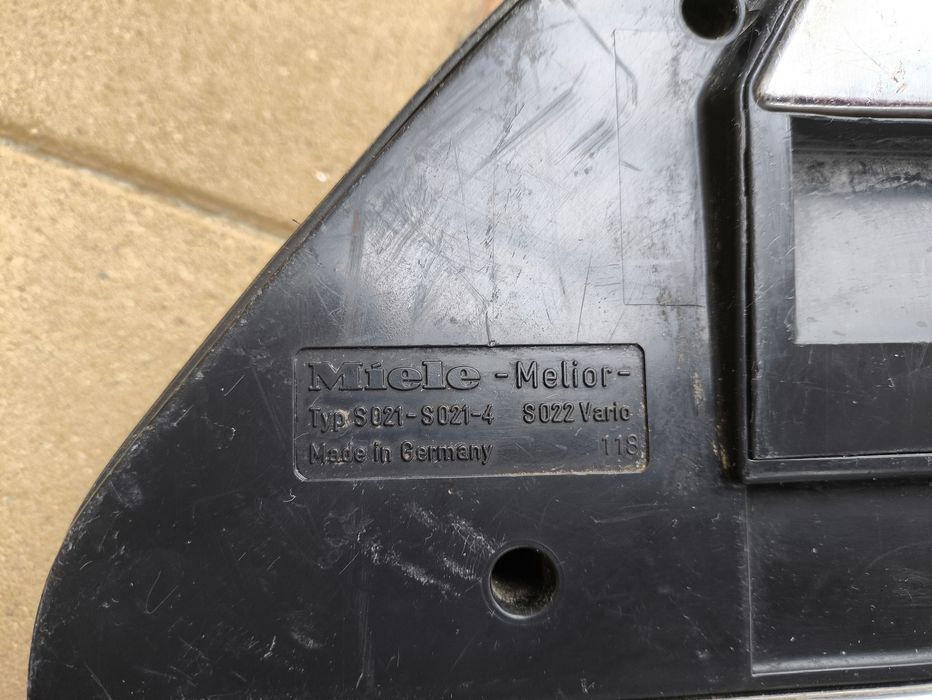 Miele -Melior-
Typ S021-S021-4 S022 Vario
Made in Germany 118